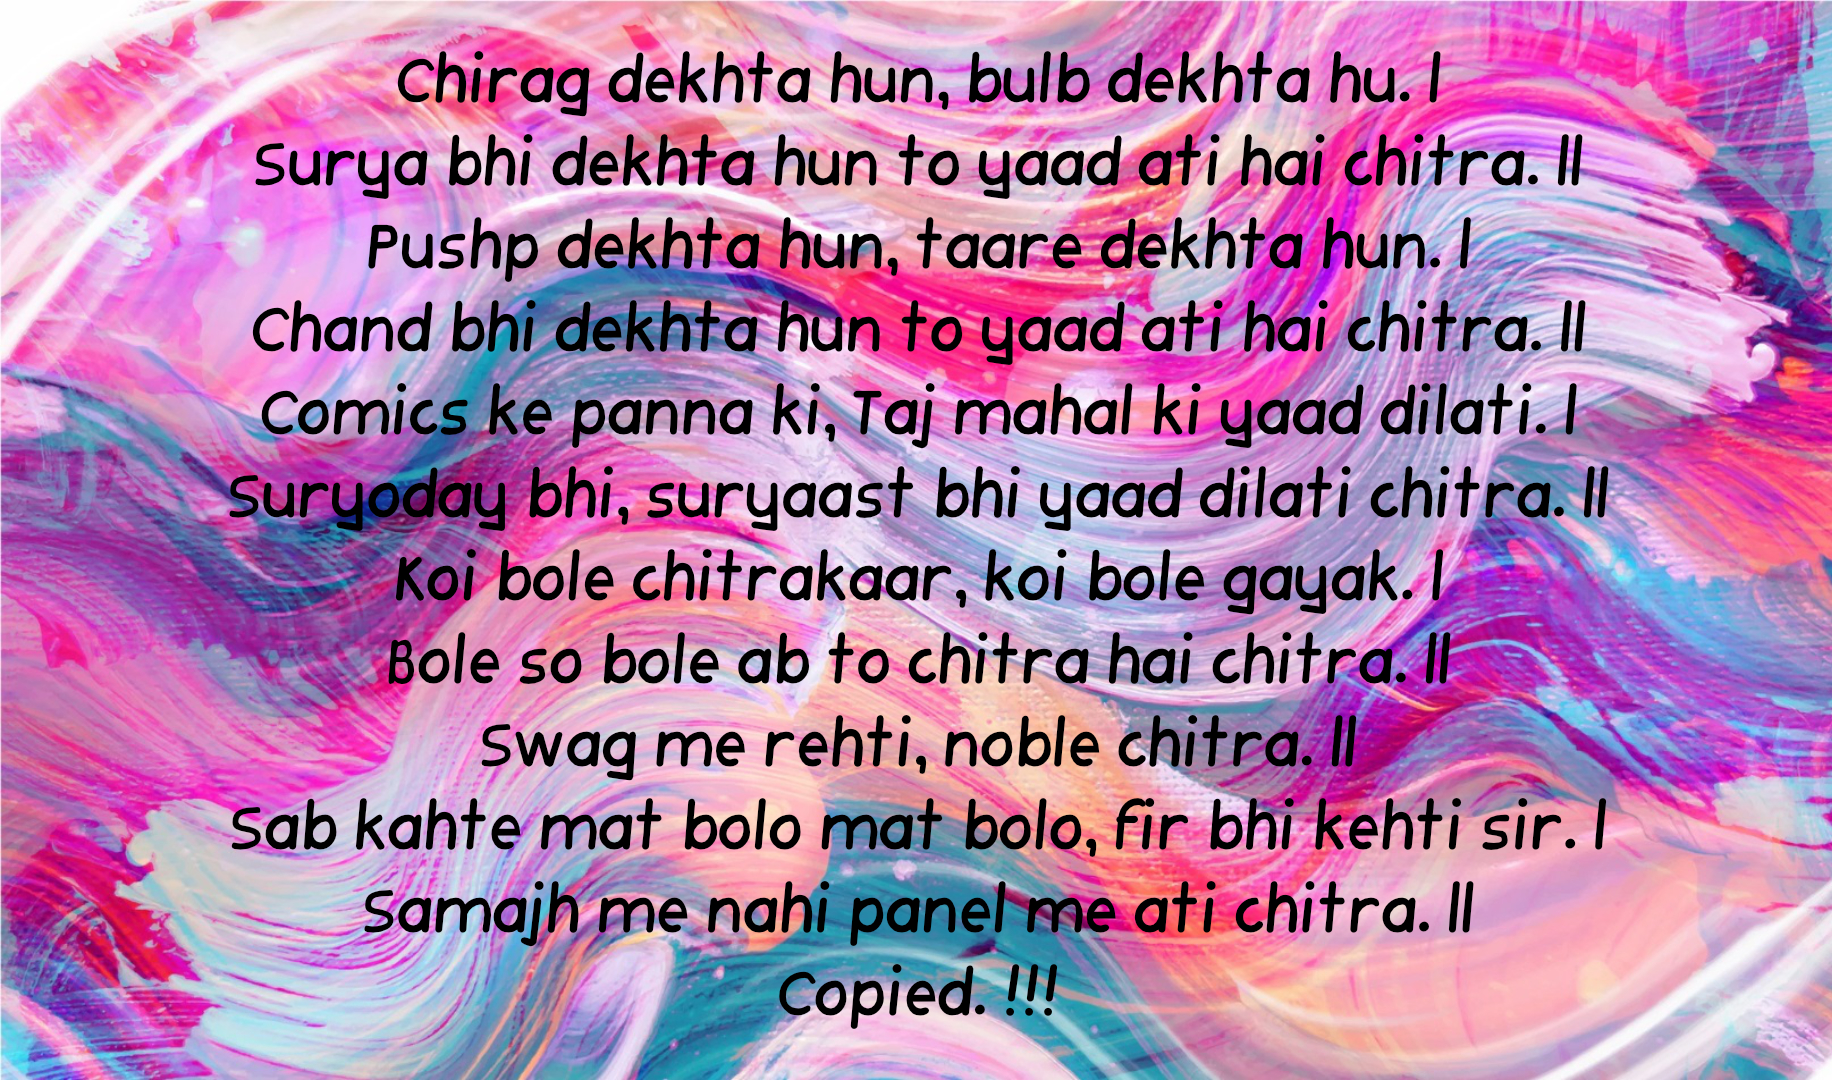 Chirag dekhta hun, bulb dekhta hu. l
Surya bhi dekhta hun to yaad ati hai chitra. ll
Pushp dekhta hun, taare dekhta hun. l
Chand bhi dekhta hun to yaad ati hai chitra. ll
Comics ke panna ki, Taj mahal ki yaad dilati. l
Suryoday bhi, suryaast bhi yaad dilati chitra. ll
Koi bole chitrakaar, koi bole gayak. l
Bole so bole ab to chitra hai chitra. ll
Swag me rehti, noble chitra. ll
Sab kahte mat bolo mat bolo, fir bhi kehti sir. l
Samajh me nahi panel me ati chitra. ll
Copied. !!!